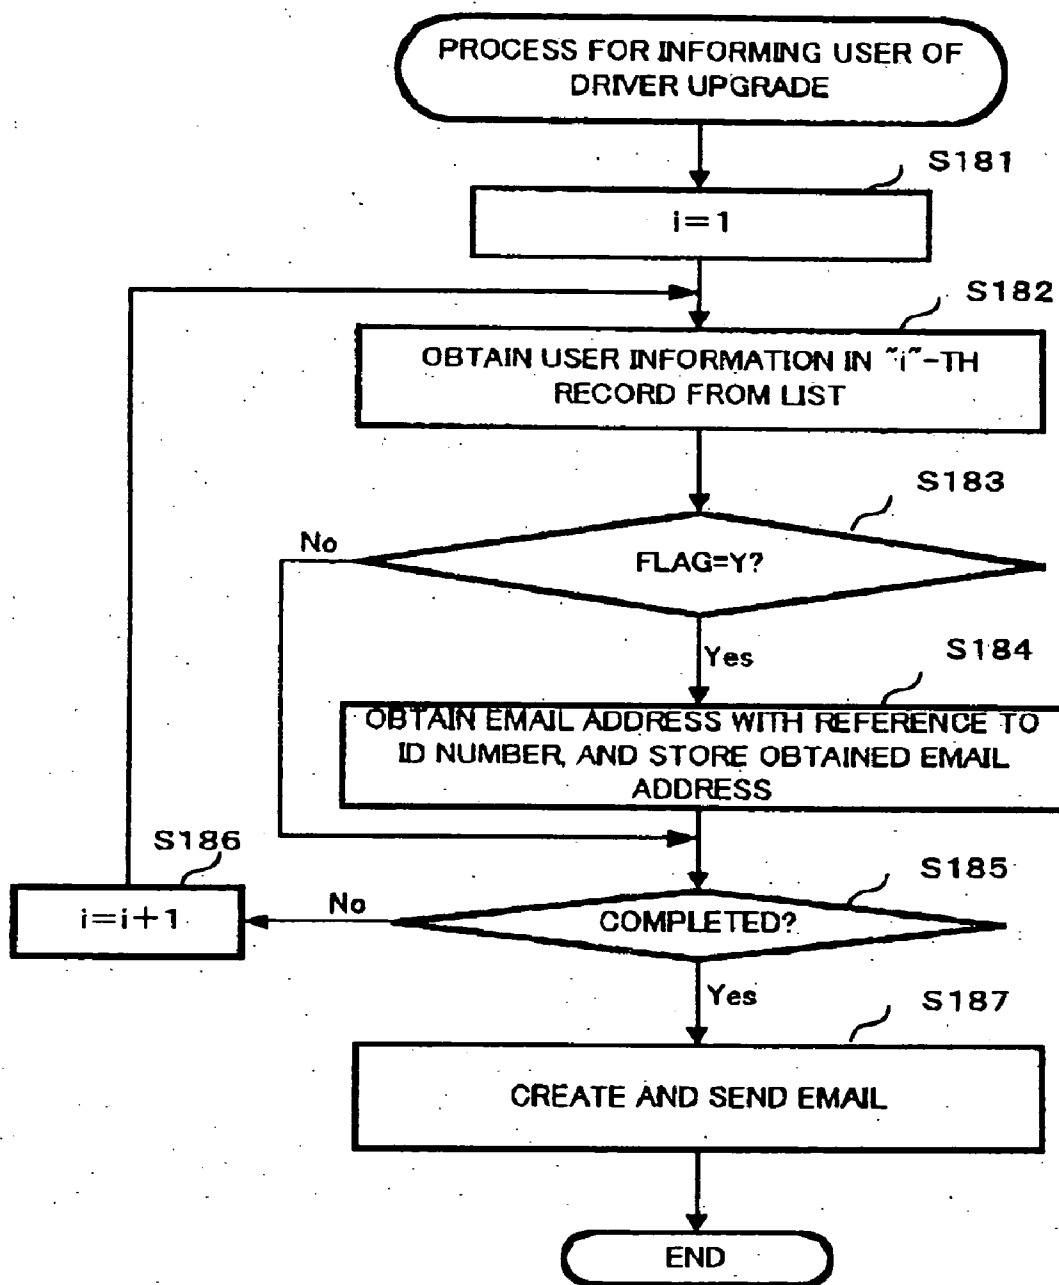 PROCESS FOR INFORMING USER OF
DRIVER UPGRADE
S181
i=1
S182
OBTAIN USER INFORMATION IN "i"-TH
RECORD FROM LIST
S183
No
FLAG=Y?
Yes
S184
OBTAIN EMAIL ADDRESS WITH REFERENCE TO
ID NUMBER, AND STORE OBTAINED EMAIL
ADDRESS
S186
S185
i=i+1
No
COMPLETED?
Yes
S187
CREATE AND SEND EMAIL
END